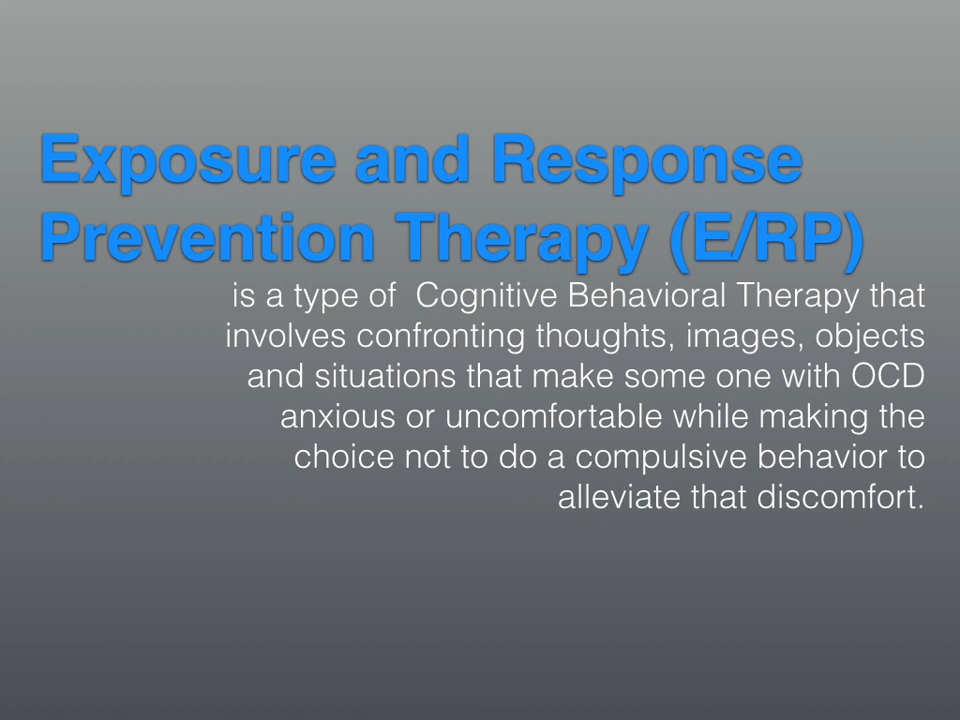 Exposure and Response
Prevention Therapy (E/RP)
is a type of  Cognitive Behavioral Therapy that
involves confronting thoughts, images, objects
and situations that make some one with OCD
anxious or uncomfortable while making the
choice not to do a compulsive behavior to
alleviate that discomfort.